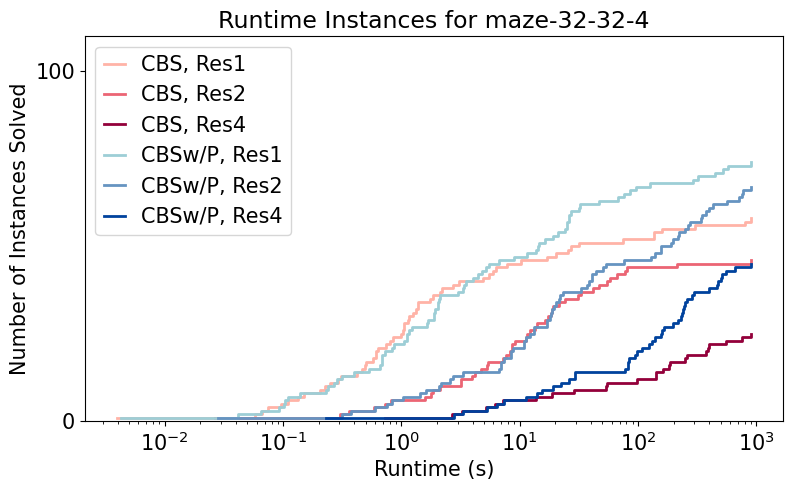 Runtime Instances for maze-32-32-4
Number of Instances Solved
100
0
CBS, Res1
CBS, Res2
CBS, Res4
CBSw/P, Res1
CBSw/P, Res2
CBSw/P, Res4
10⁻² 10⁻¹ 10⁰ 10¹ 10² 10³
Runtime (s)